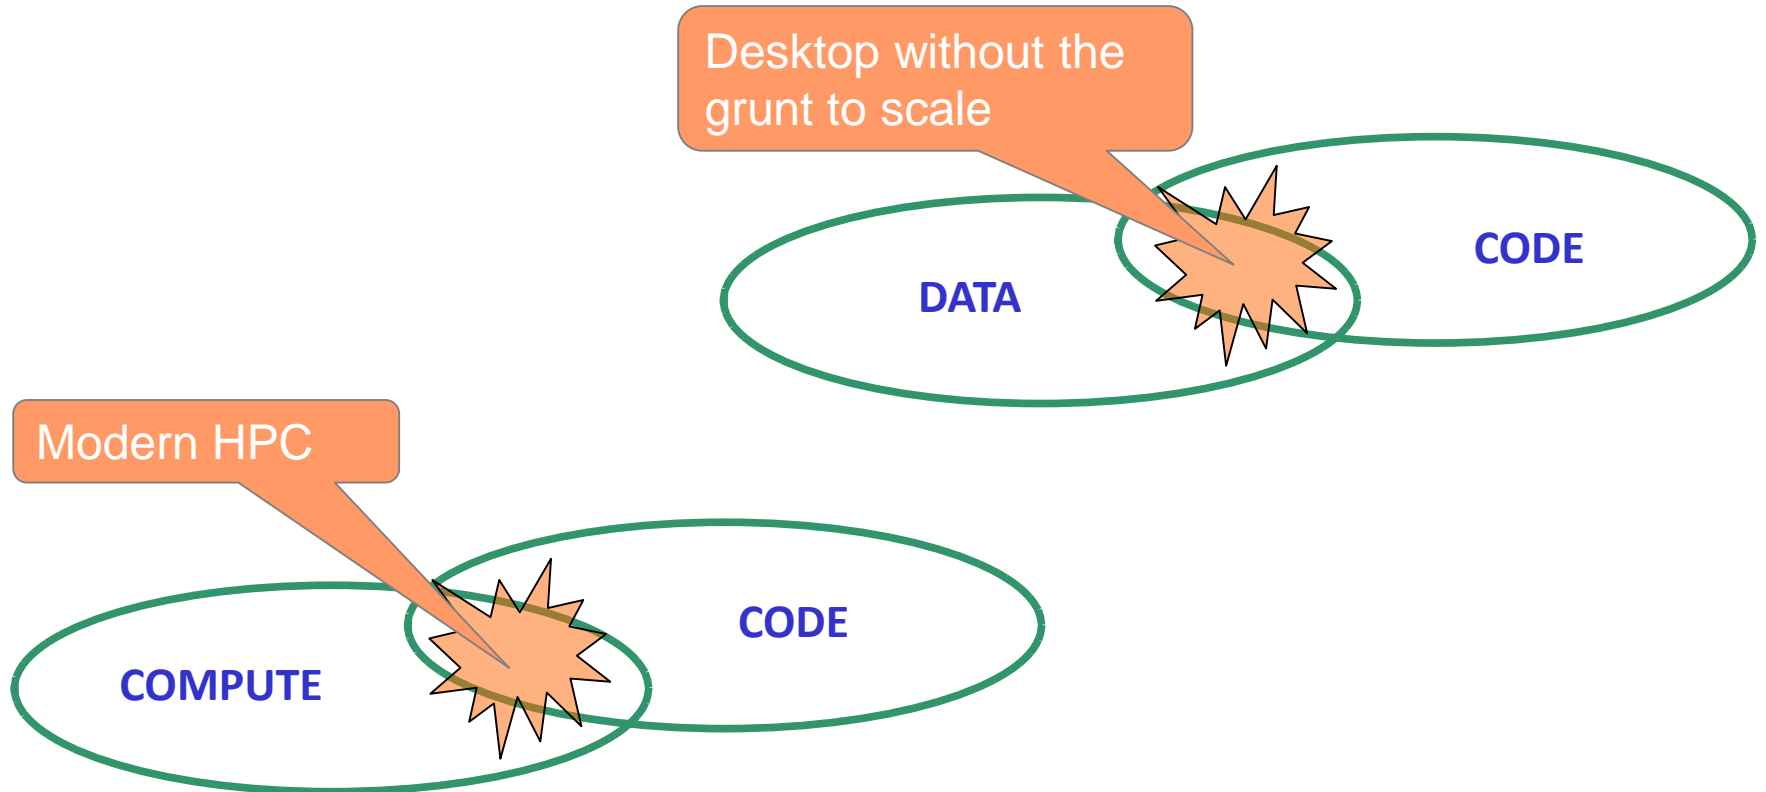 Desktop without the
grunt to scale
CODE
DATA
Modern HPC
CODE
COMPUTE